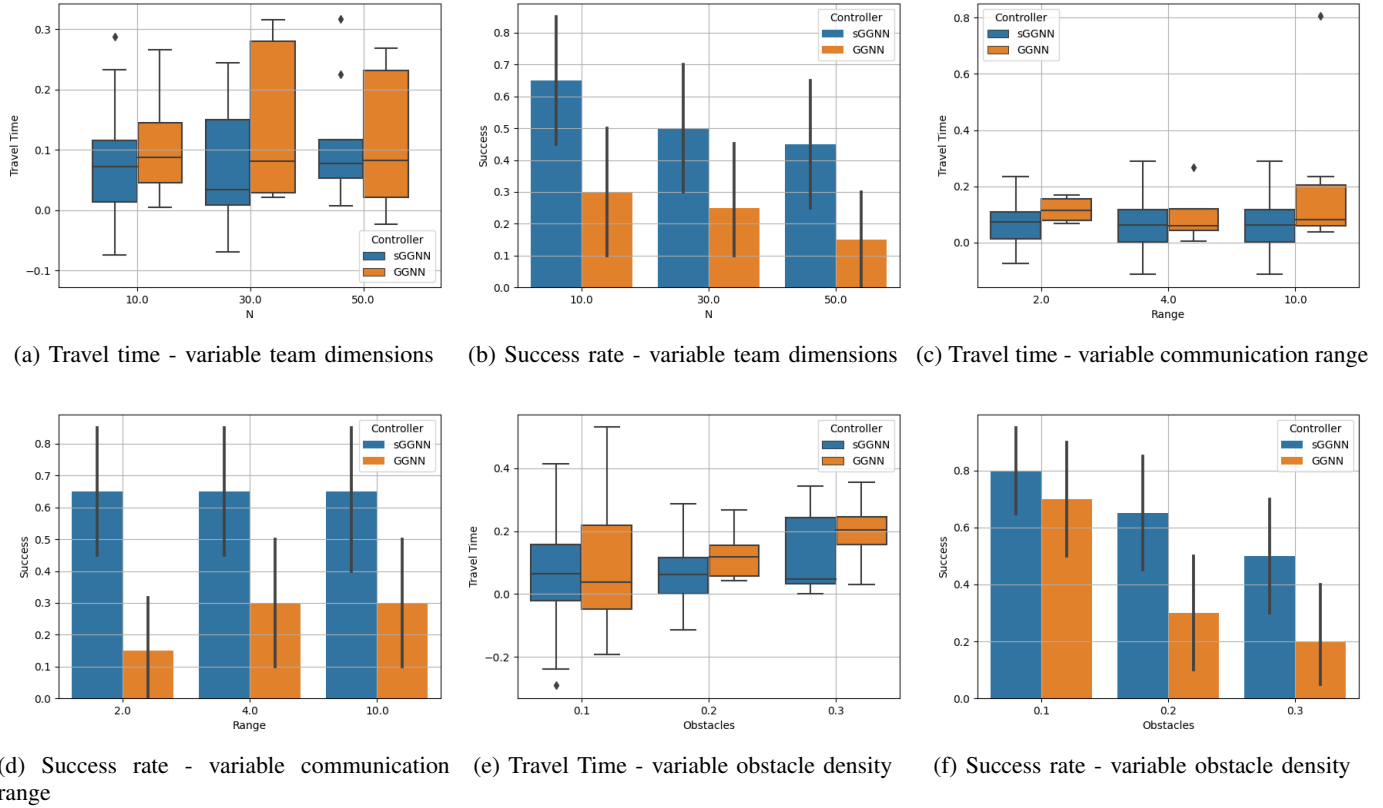 Controller
sGGNN
GGNN
0.3
0.2
0.1
0.0
−0.1
Travel Time
10.0 30.0 50.0
N
(a) Travel time - variable team dimensions
Controller
sGGNN
GGNN
0.8
0.7
0.6
0.5
0.4
0.3
0.2
0.1
0.0
Success
10.0 30.0 50.0
N
(b) Success rate - variable team dimensions
Controller
sGGNN
GGNN
0.8
0.6
0.4
0.2
0.0
Travel Time
2.0 4.0 10.0
Range
(c) Travel time - variable communication range
Controller
sGGNN
GGNN
0.8
0.7
0.6
0.5
0.4
0.3
0.2
0.1
0.0
Success
2.0 4.0 10.0
Range
(d) Success rate - variable communication
range
Controller
sGGNN
GGNN
0.4
0.2
0.0
−0.2
Travel Time
0.1 0.2 0.3
Obstacles
(e) Travel Time - variable obstacle density
Controller
sGGNN
GGNN
0.8
0.6
0.4
0.2
0.0
Success
0.1 0.2 0.3
Obstacles
(f) Success rate - variable obstacle density